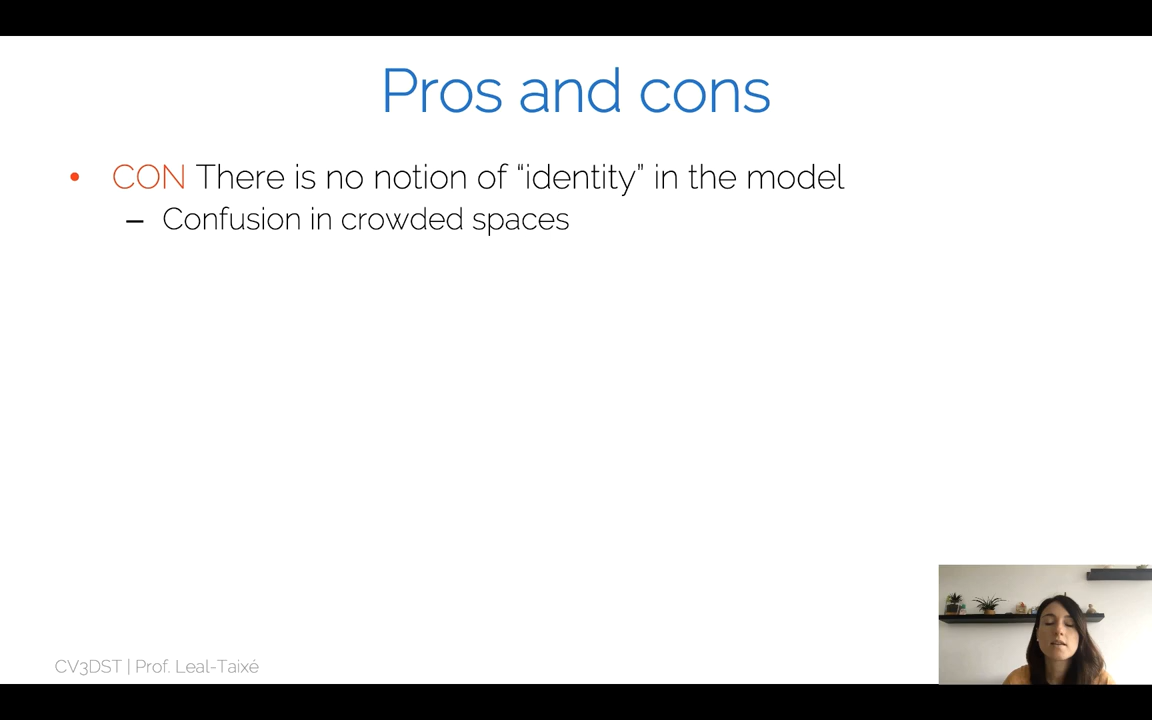 Pros and cons
• CON There is no notion of “identity” in the model
– Confusion in crowded spaces
CV3DST | Prof. Leal-Taixé